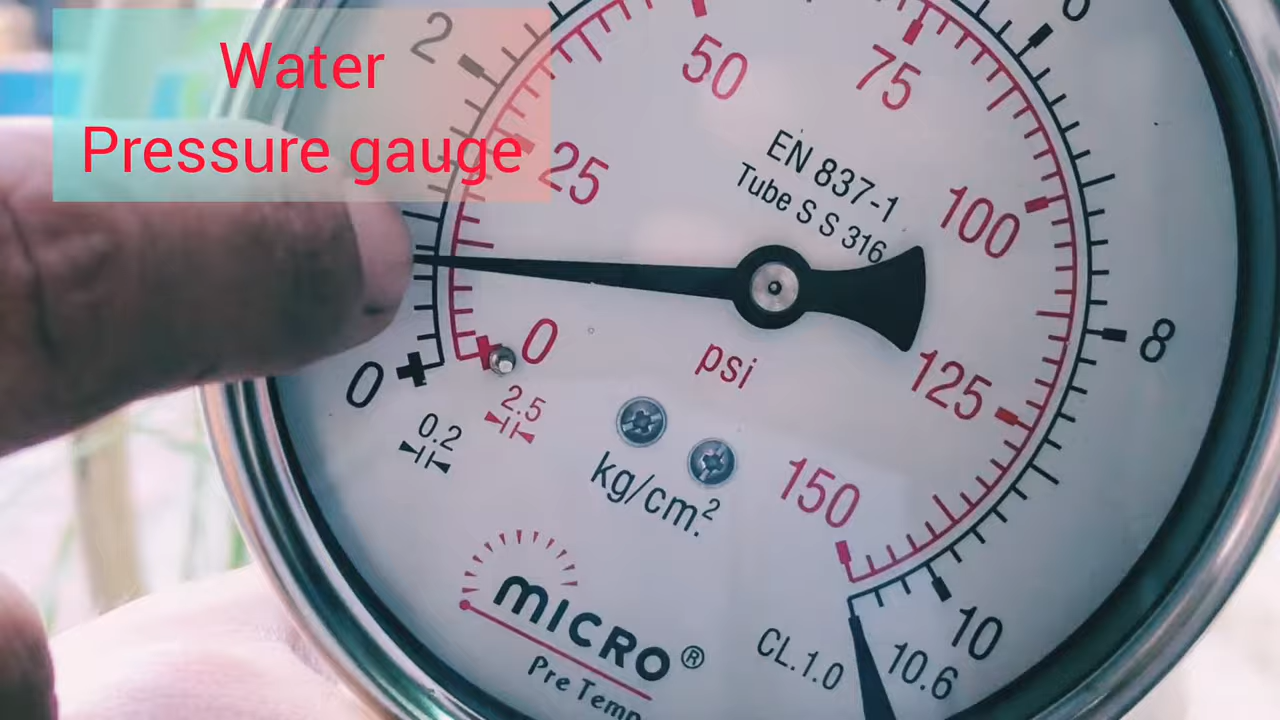 Water
Pressure gauge
2
50
75
25
EN 837-1
Tube S S 316
100
0
psi
8
125
0
2.5
0.2
kg/cm.²
150
MICRO®
CL.1.0
10
10.6
Pre Temp